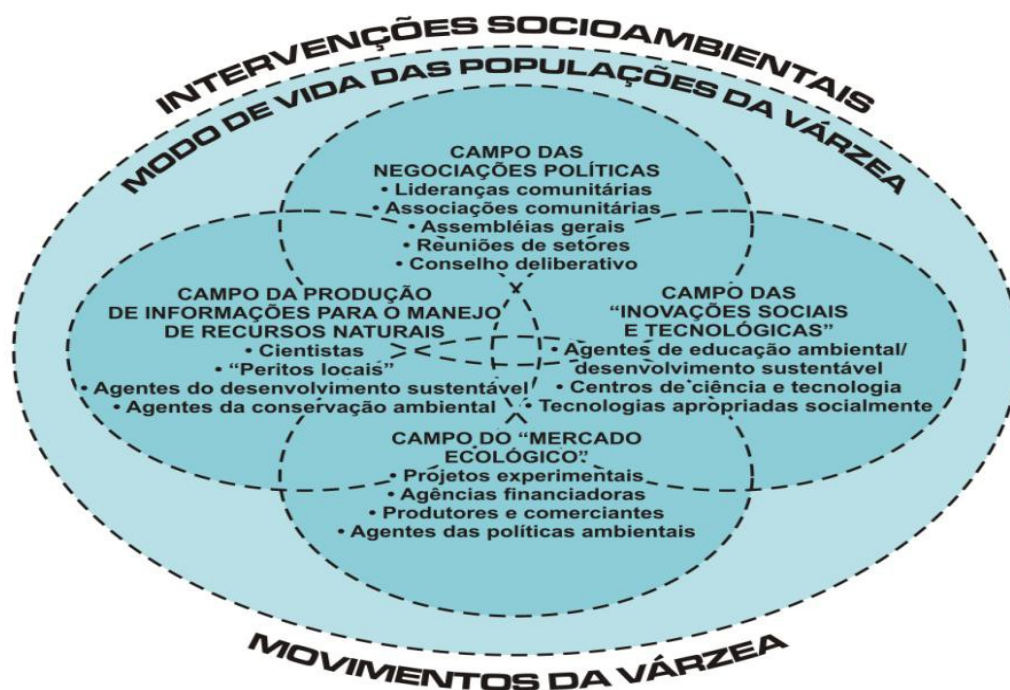 INTERVENÇÕES SOCIOAMBIENTAIS
MODO DE VIDA DAS POPULAÇÕES DA VÁRZEA
CAMPO DAS
NEGOCIAÇÕES POLÍTICAS
• Lideranças comunitárias
• Associações comunitárias
• Assembléias gerais
• Reuniões de setores
• Conselho deliberativo
CAMPO DA PRODUÇÃO
DE INFORMAÇÕES PARA O MANEJO
DE RECURSOS NATURAIS
• Cientistas
• “Peritos locais”
• Agentes do desenvolvimento sustentável
• Agentes da conservação ambiental
CAMPO DAS
“INOVAÇÕES SOCIAIS
E TECNOLÓGICAS”
• Agentes de educação ambiental/
desenvolvimento sustentável
• Centros de ciência e tecnologia
• Tecnologias apropriadas socialmente
CAMPO DO “MERCADO
ECOLÓGICO”
• Projetos experimentais
• Agências financiadoras
• Produtores e comerciantes
• Agentes das políticas ambientais
MOVIMENTOS DA VÁRZEA